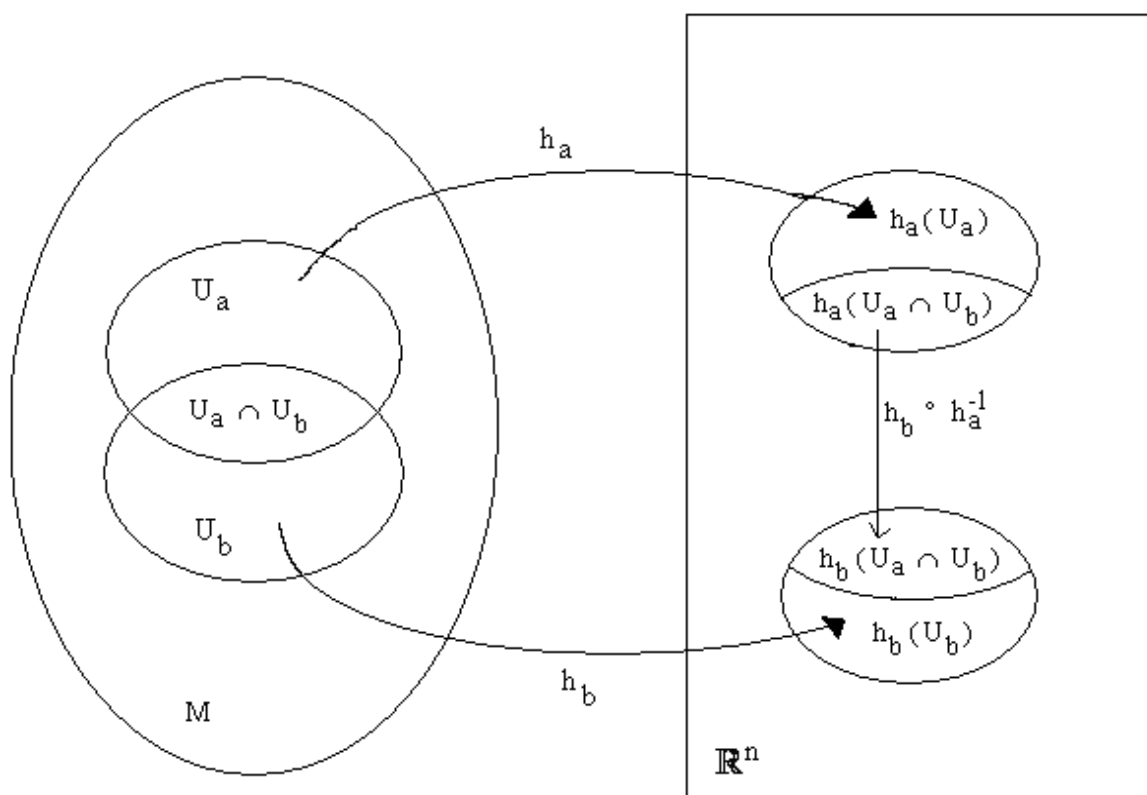 h_a
h_a(U_a)
U_a
h_a(U_a ∩ U_b)
U_a ∩ U_b
h_b ∘ h_a^-1
U_b
h_b(U_a ∩ U_b)
h_b(U_b)
h_b
M
ℝ^n